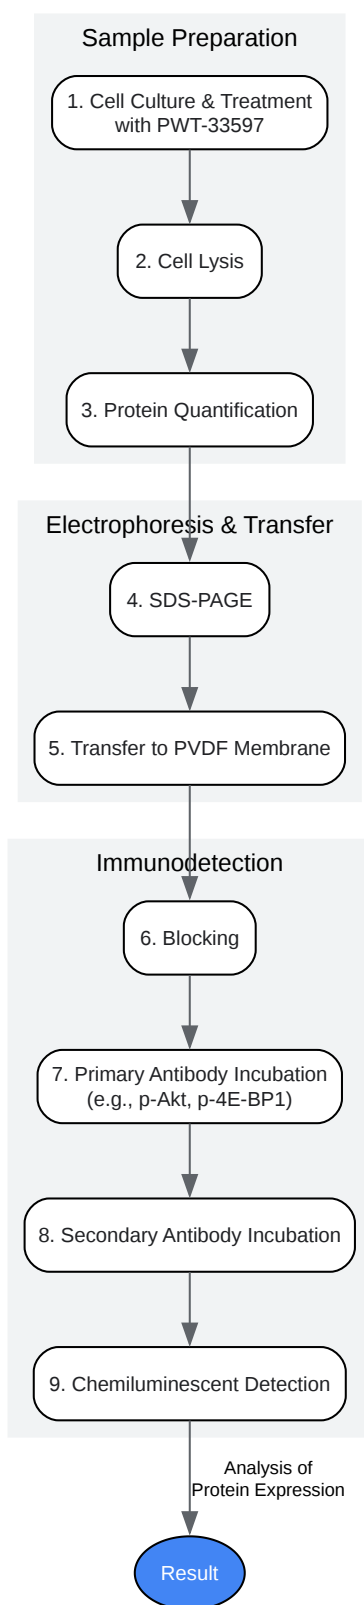 Sample Preparation
1. Cell Culture & Treatment
with PWT-33597
2. Cell Lysis
3. Protein Quantification
Electrophoresis & Transfer
4. SDS-PAGE
5. Transfer to PVDF Membrane
Immunodetection
6. Blocking
7. Primary Antibody Incubation
(e.g., p-Akt, p-4E-BP1)
8. Secondary Antibody Incubation
9. Chemiluminescent Detection
Analysis of
Protein Expression
Result